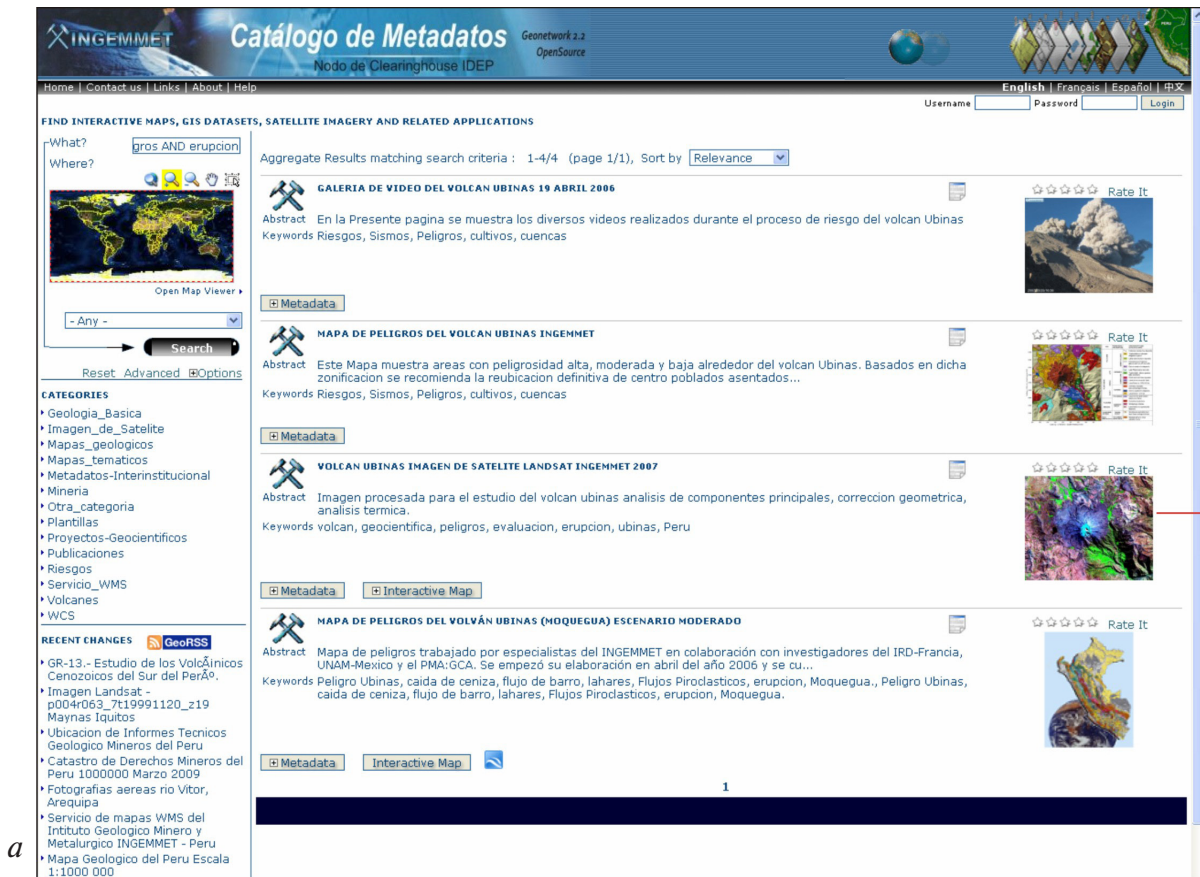 INGEMMET
Catálogo de Metadatos
Geonetwork 2.2
OpenSource
Nodo de Clearinghouse IDEP
PERU
Home | Contact us | Links | About | Help
English | Français | Español | 中文
Username Password Login
FIND INTERACTIVE MAPS, GIS DATASETS, SATELLITE IMAGERY AND RELATED APPLICATIONS
What? gros AND erupcion
Where?
Open Map Viewer
- Any -
Search
Reset Advanced Options
CATEGORIES
Geologia_Basica
Imagen_de_Satelite
Mapas_geologicos
Mapas_tematicos
Metadatos-Interinstitucional
Mineria
Otra_categoria
Plantillas
Proyectos-Geocientificos
Publicaciones
Riesgos
Servicio_WMS
Volcanes
WCS
RECENT CHANGES GeoRSS
GR-13.- Estudio de los VolcÃ¡inicos
Cenozoicos del Sur del PerÃº.
Imagen Landsat -
p004r063_7t19991120_z19
Maynas Iquitos
Ubicacion de Informes Tecnicos
Geologico Mineros del Peru
Catastro de Derechos Mineros del
Peru 1000000 Marzo 2009
Fotografias aereas rio Vitor,
Arequipa
Servicio de mapas WMS del
Intituto Geologico Minero y
Metalurgico INGEMMET - Peru
Mapa Geologico del Peru Escala
1:1000 000
Aggregate Results matching search criteria : 1-4/4 (page 1/1), Sort by Relevance
GALERIA DE VIDEO DEL VOLCAN UBINAS 19 ABRIL 2006
Rate It
Abstract En la Presente pagina se muestra los diversos videos realizados durante el proceso de riesgo del volcan Ubinas
Keywords Riesgos, Sismos, Peligros, cultivos, cuencas
Metadata
MAPA DE PELIGROS DEL VOLCAN UBINAS INGEMMET
Rate It
Abstract Este Mapa muestro areas con peligrosidad alta, moderada y baja alrededor del volcan Ubinas. Basados en dicha
zonificacion se recomienda la reubicacion definitiva de centro poblados asentados...
Keywords Riesgos, Sismos, Peligros, cultivos, cuencas
Metadata
VOLCAN UBINAS IMAGEN DE SATELITE LANDSAT INGEMMET 2007
Rate It
Abstract Imagen procesada para el estudio del volcan ubinas analisis de componentes principales, correccion geometrica,
analisis termica.
Keywords volcan, geocientifica, peligros, evaluacion, erupcion, ubinas, Peru
Metadata Interactive Map
MAPA DE PELIGROS DEL VOLVÁN UBINAS (MOQUEGUA) ESCENARIO MODERADO
Rate It
Abstract Mapa de peligros trabajado por especialistas del INGEMMET en colaboración con investigadores del IRD-Francia,
UNAM-Mexico y el PMA:GCA. Se empezó su elaboración en abril del año 2006 y se cu...
Keywords Peligro Ubinas, caida de ceniza, flujo de barro, lahares, Flujos Piroclasticos, erupcion, Moquegua., Peligro Ubinas,
caida de ceniza, flujo de barro, lahares, Flujos Piroclasticos, erupcion, Moquegua.
Metadata Interactive Map
1
a